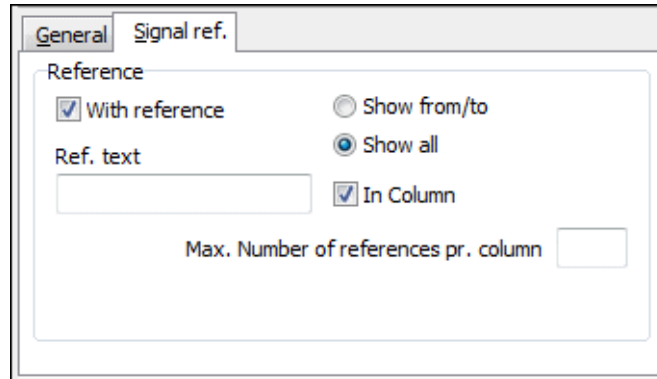 General Signal ref.
Reference
With reference Show from/to
Show all
Ref. text
In Column
Max. Number of references pr. column